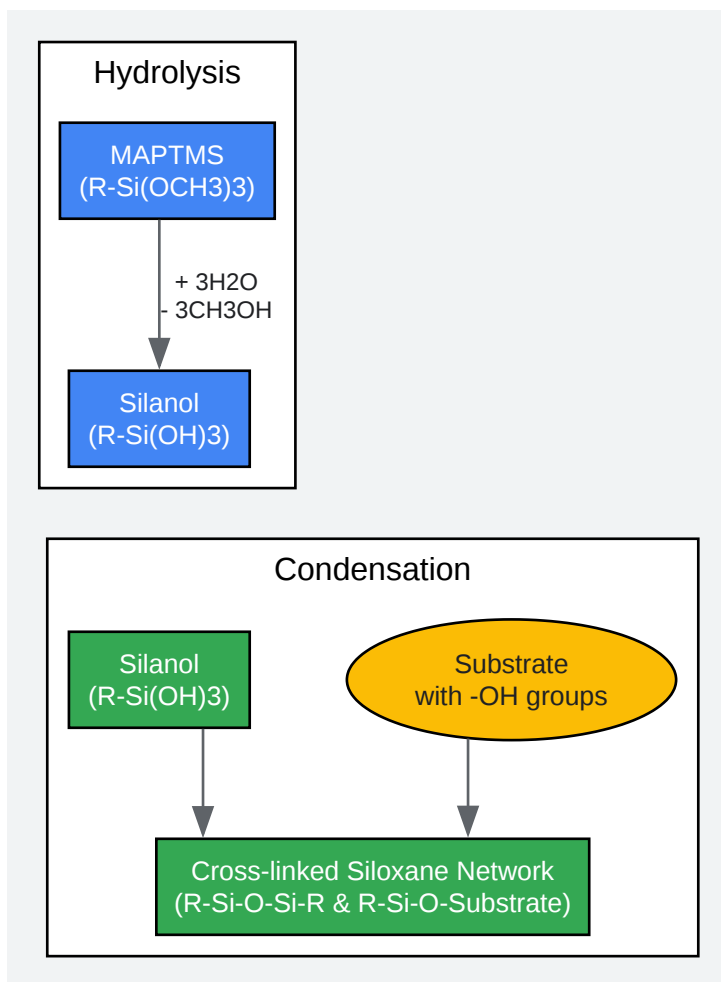 Hydrolysis
MAPTMS
(R-Si(OCH3)3)
+ 3H2O
- 3CH3OH
Silanol
(R-Si(OH)3)
Condensation
Silanol
(R-Si(OH)3)
Substrate
with -OH groups
Cross-linked Siloxane Network
(R-Si-O-Si-R & R-Si-O-Substrate)